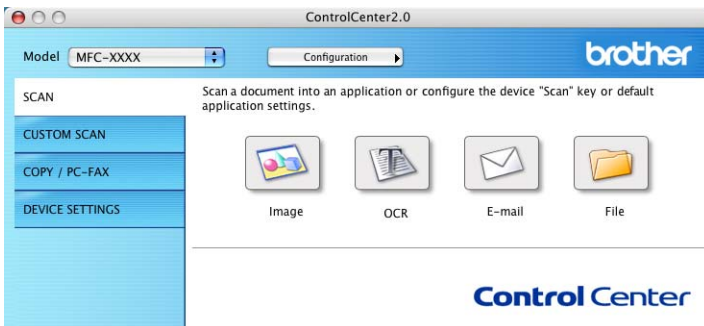 ControlCenter2.0
Model MFC-XXXX Configuration brother
SCAN
CUSTOM SCAN
COPY / PC-FAX
DEVICE SETTINGS
Scan a document into an application or configure the device "Scan" key or default
application settings.
Image OCR E-mail File
Control Center